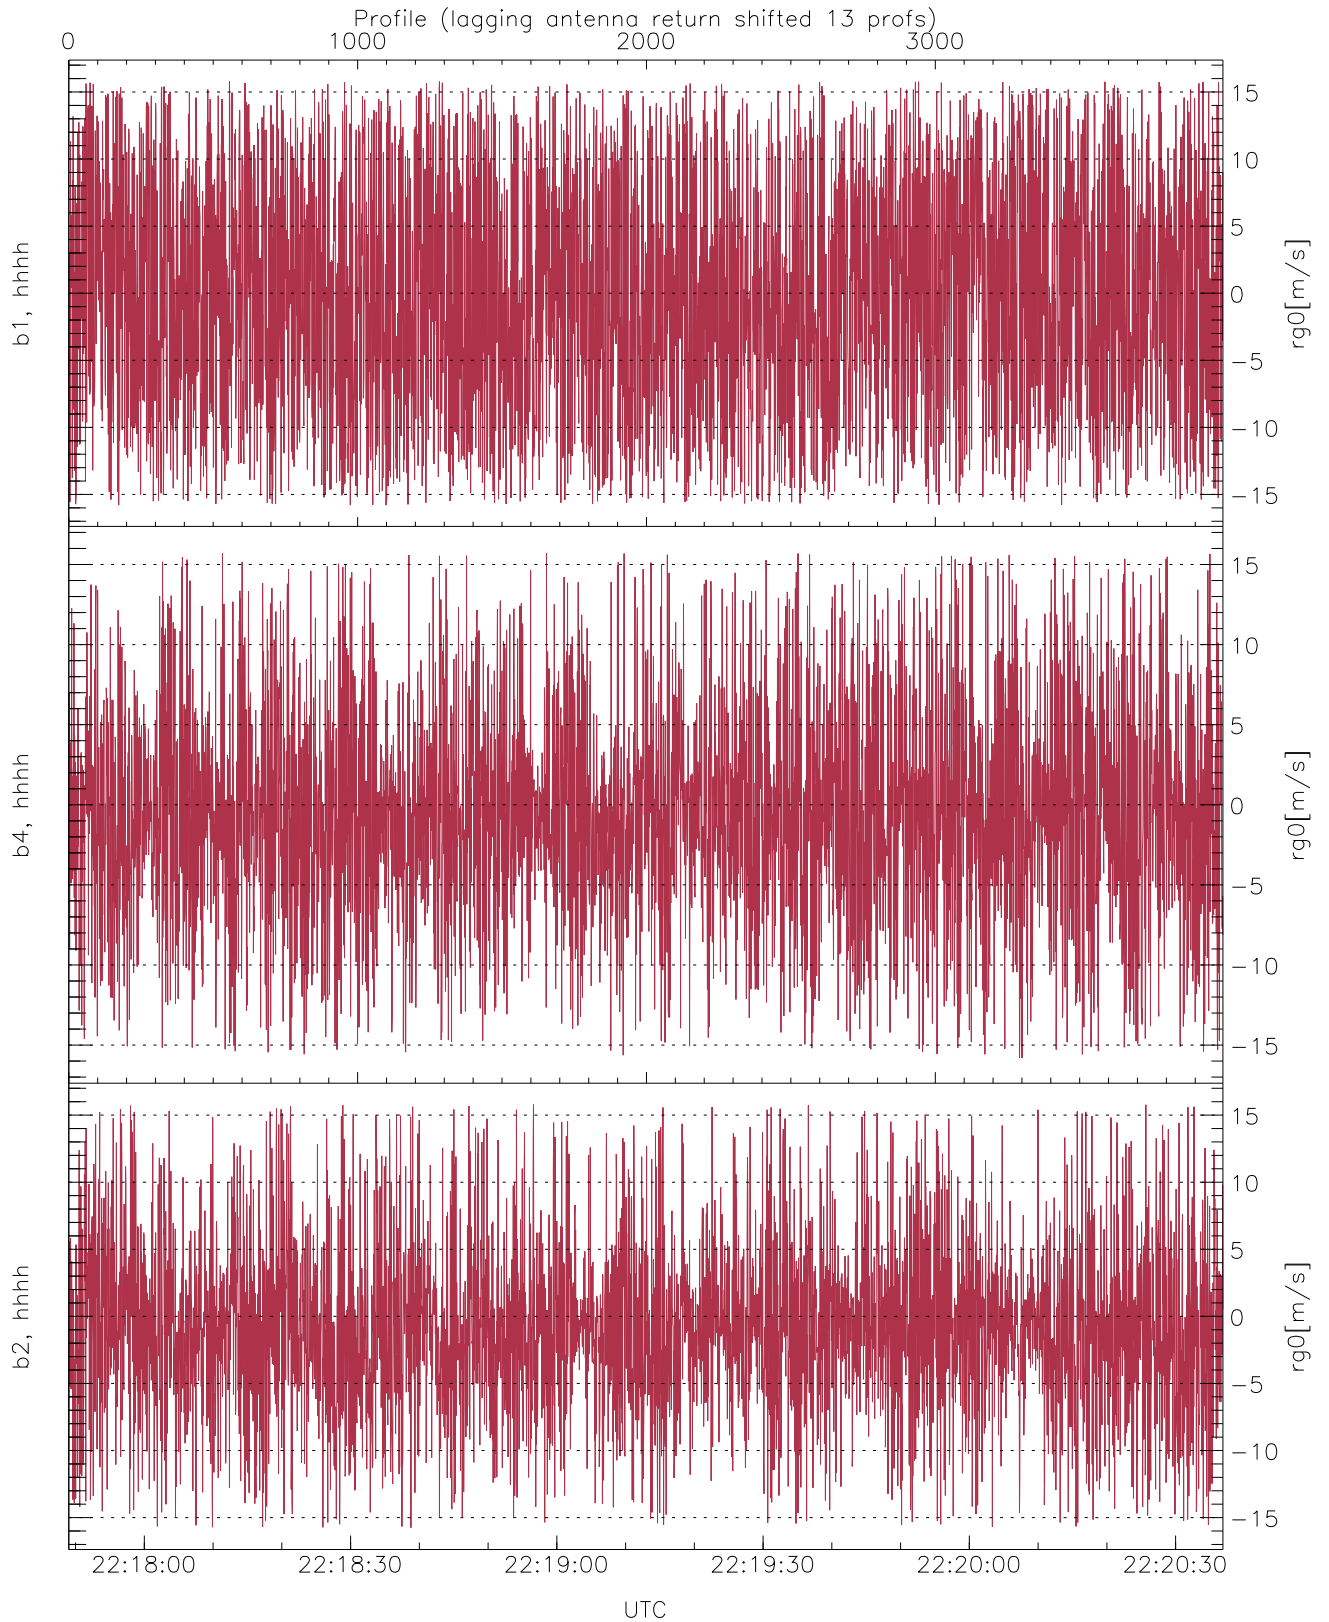 Profile (lagging antenna return shifted 13 profs)
0 1000 2000 3000
15
10
5
0
-5
-10
-15
b1, hhhh
rg0[m/s]
15
10
5
0
-5
-10
-15
b4, hhhh
rg0[m/s]
15
10
5
0
-5
-10
-15
b2, hhhh
rg0[m/s]
22:18:00 22:18:30 22:19:00 22:19:30 22:20:00 22:20:30
UTC